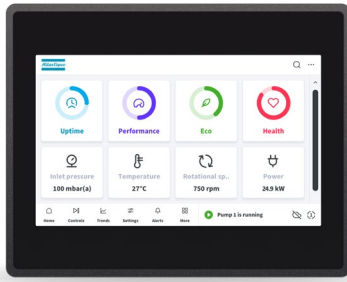 Atlas Copco
Uptime
Performance
Eco
Health
Inlet pressure
100 mbar(a)
Temperature
27°C
Rotational sp..
750 rpm
Power
24.9 kW
Home
Controls
Trends
Settings
Alerts
More
Pump 1 is running